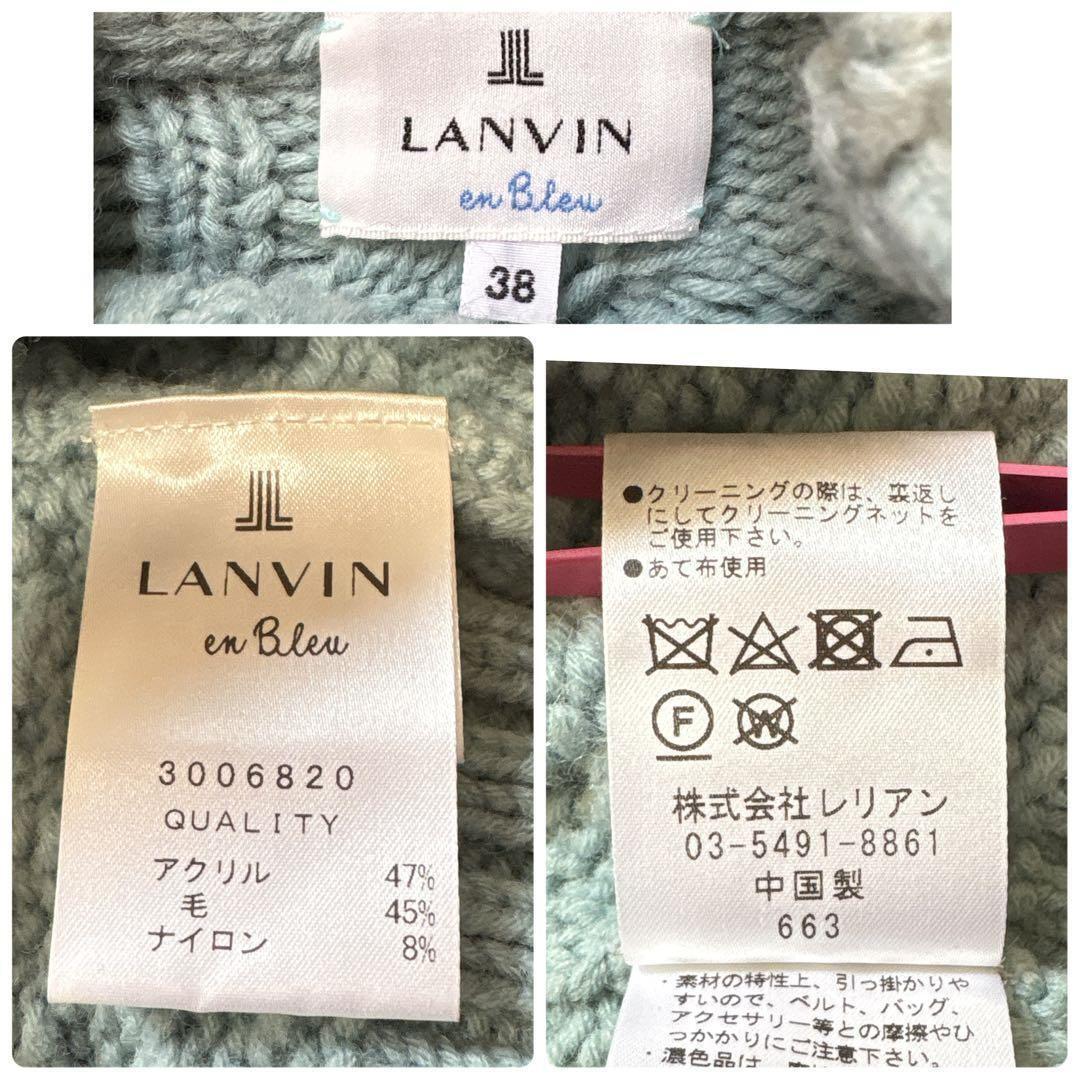 LANVIN
en Bleu
38
LANVIN
en Bleu
3006820
QUALITY
アクリル 47%
毛 45%
ナイロン 8%
●クリーニングの際は、裏返し
にしてクリーニングネットを
ご使用下さい。
●あて布使用
F W
株式会社レリアン
03-5491-8861
中国製
663
・素材の特性上、引っ掛かりや
すいので、ベルト、バッグ、
アクセサリー等との摩擦やひ
っかかりにご注意下さい。
・濃色品は